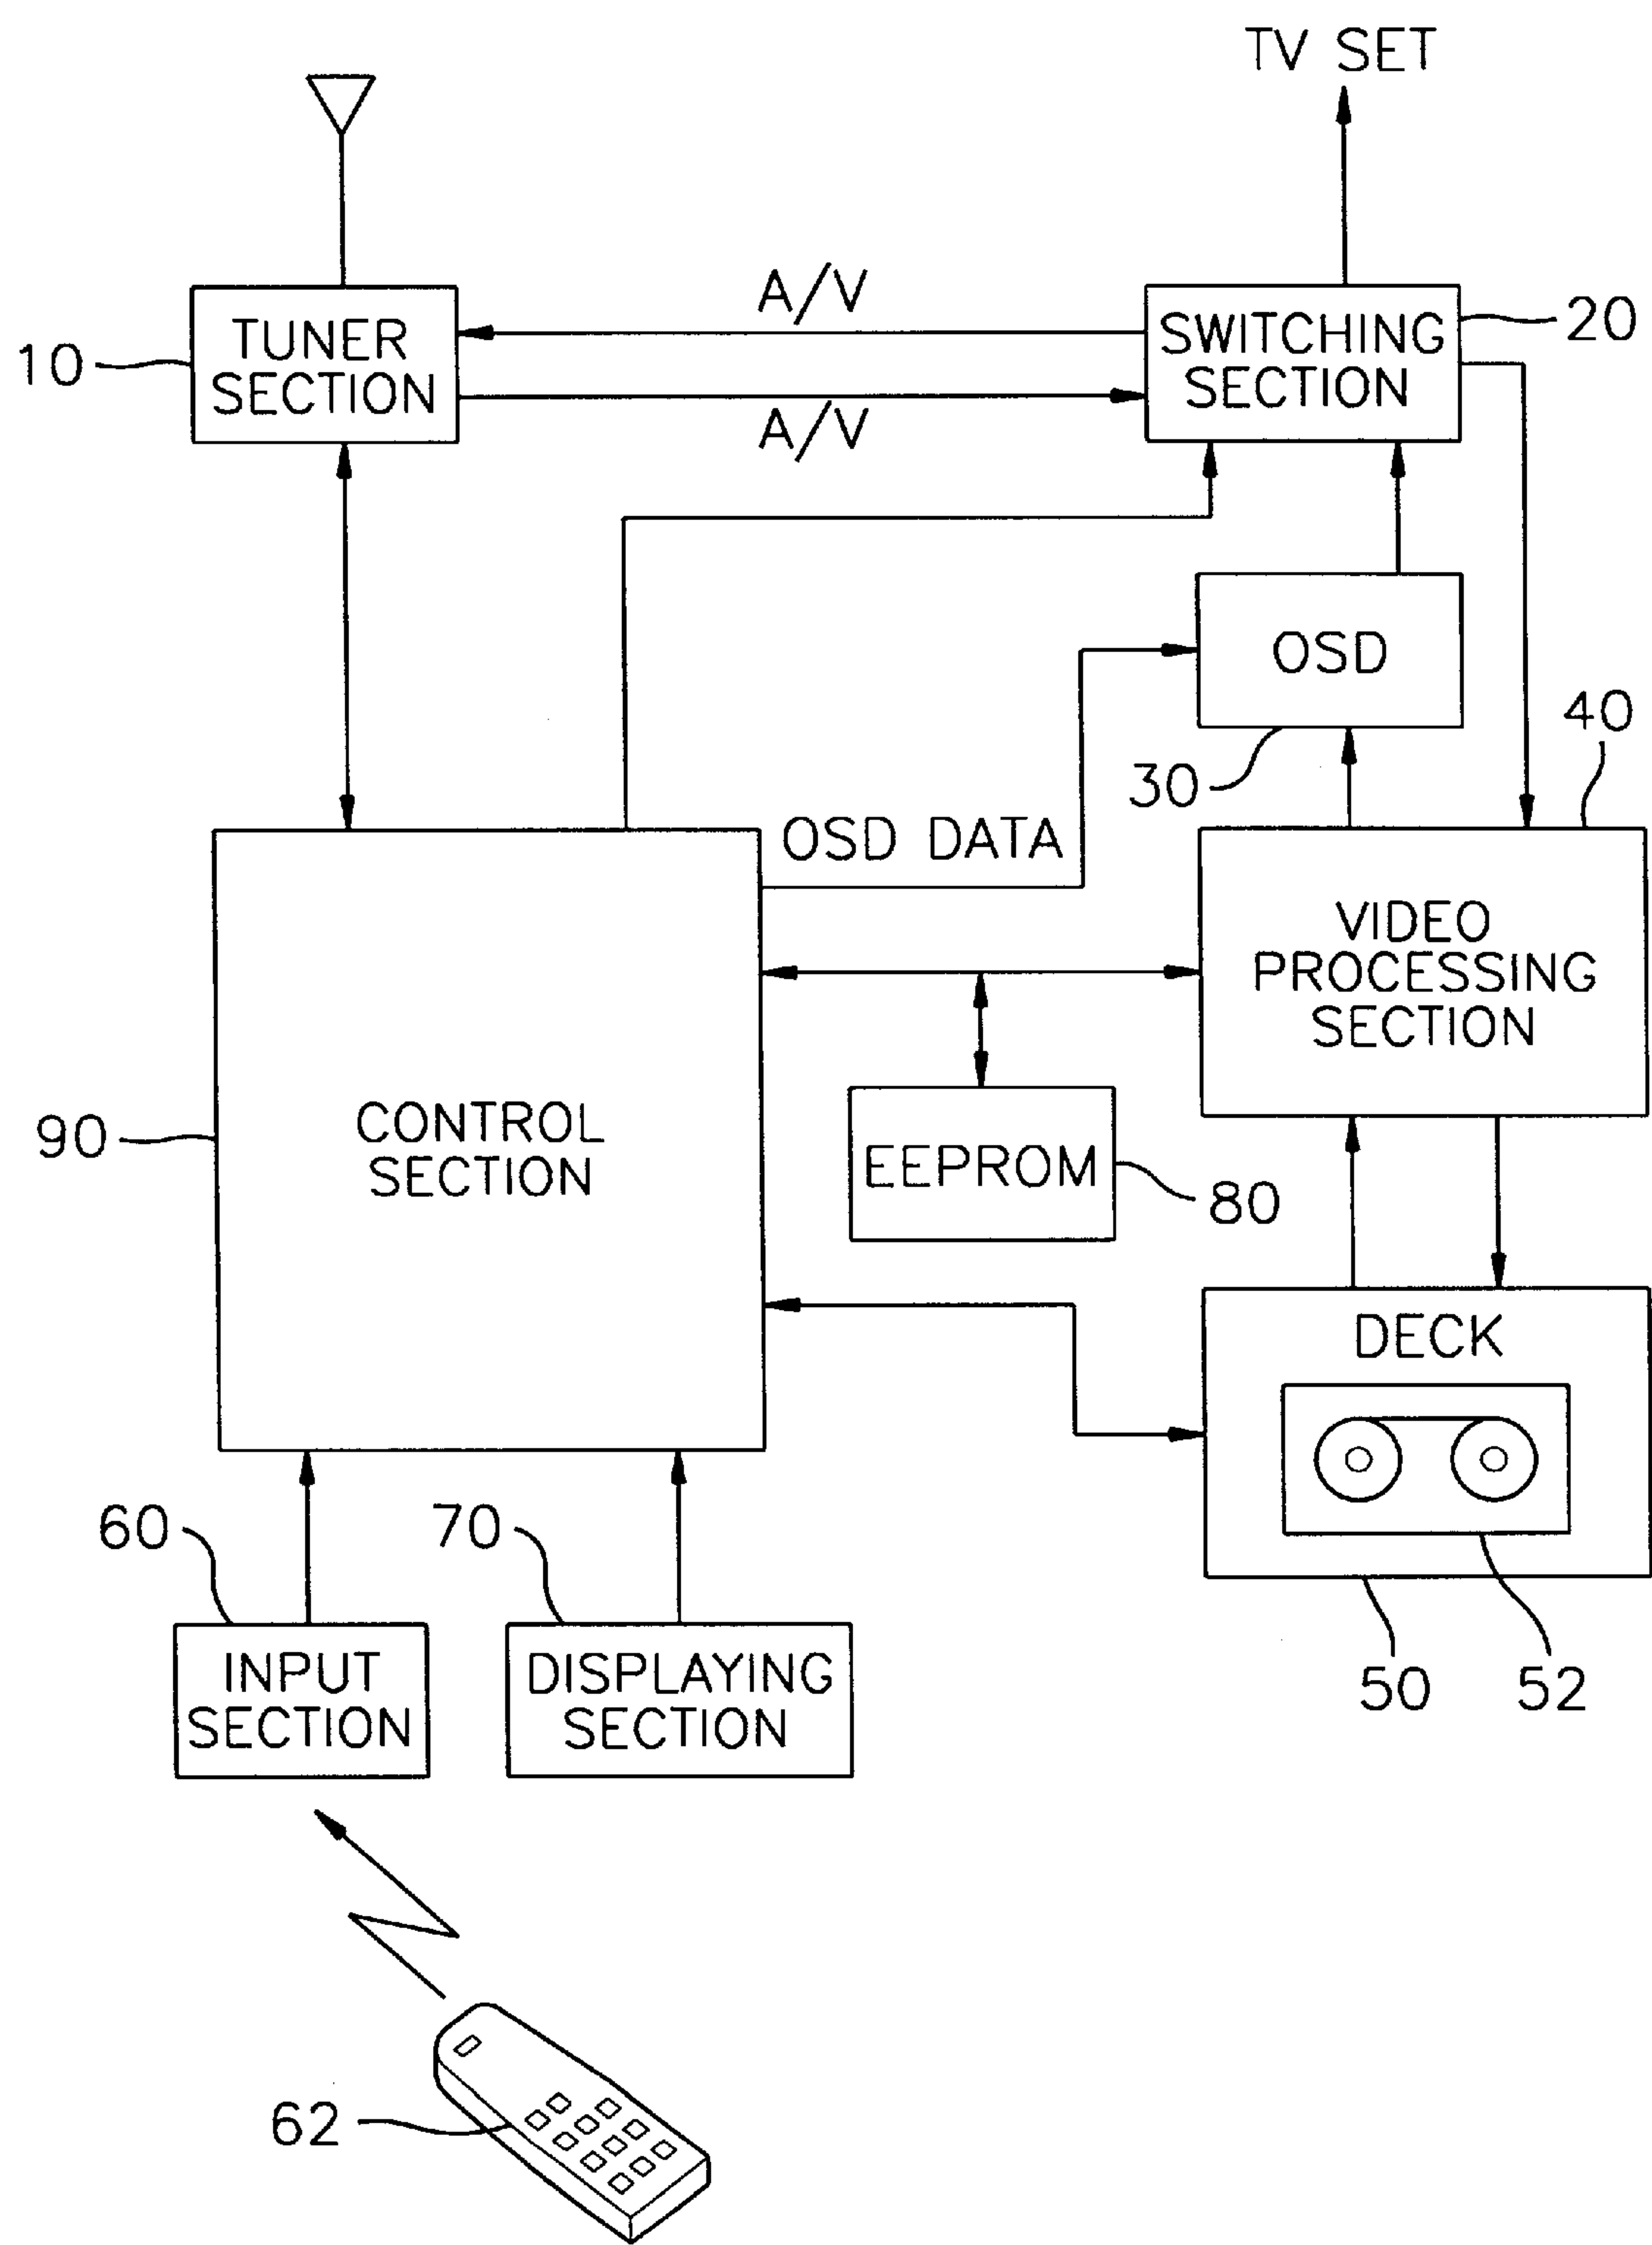 TV SET
A/V
TUNER
SECTION
10
SWITCHING
SECTION
20
A/V
OSD
30
40
OSD DATA
VIDEO
PROCESSING
SECTION
CONTROL
SECTION
90
EEPROM
80
DECK
60
70
INPUT
SECTION
DISPLAYING
SECTION
50
52
62